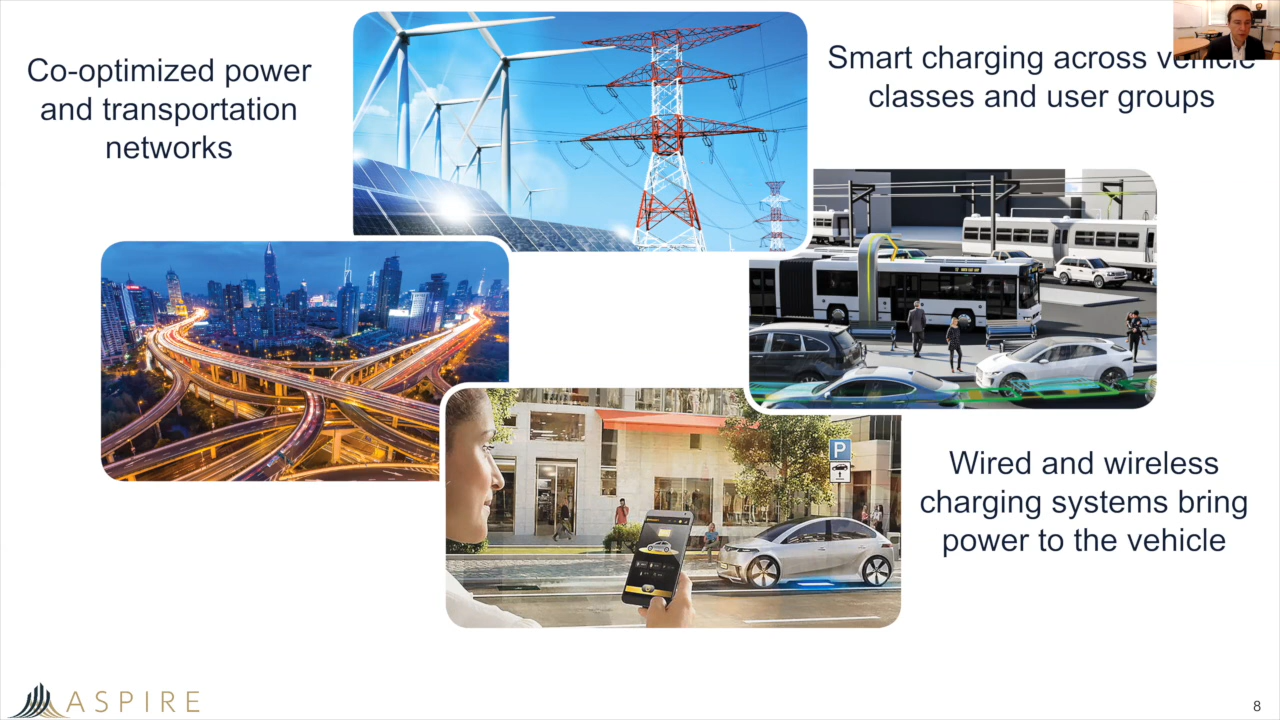 Co-optimized power
and transportation
networks
Smart charging across vehicle
classes and user groups
P
Wired and wireless
charging systems bring
power to the vehicle
ASPIRE
8